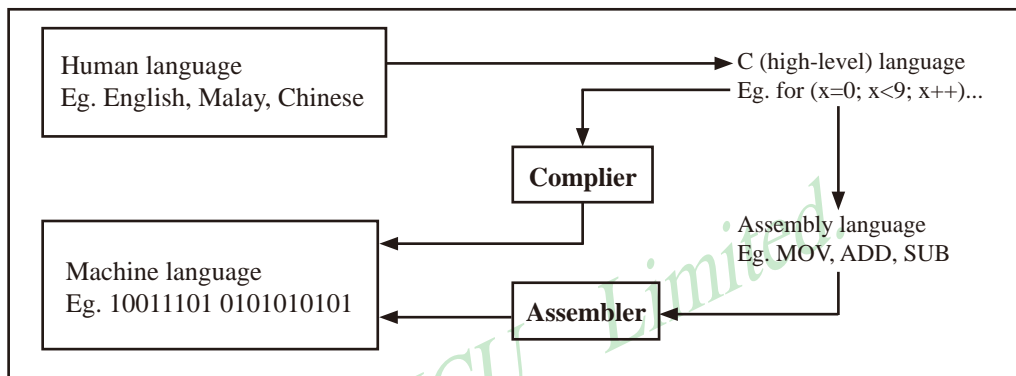 Human language
Eg. English, Malay, Chinese
C (high-level) language
Eg. for (x=0; x<9; x++)...
Complier
Assembly language
Eg. MOV, ADD, SUB
Machine language
Eg. 10011101 0101010101
Assembler
Limited.